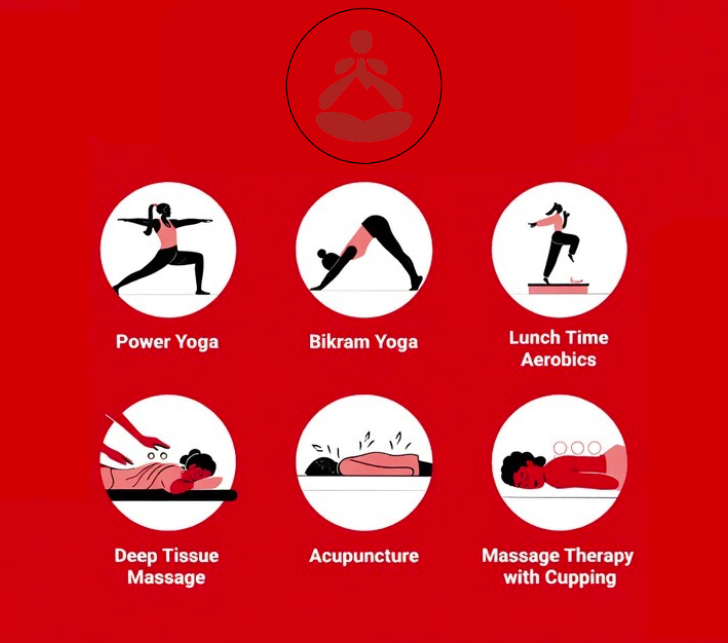 Power Yoga
Bikram Yoga
Lunch Time
Aerobics
Deep Tissue
Massage
Acupuncture
Massage Therapy
with Cupping